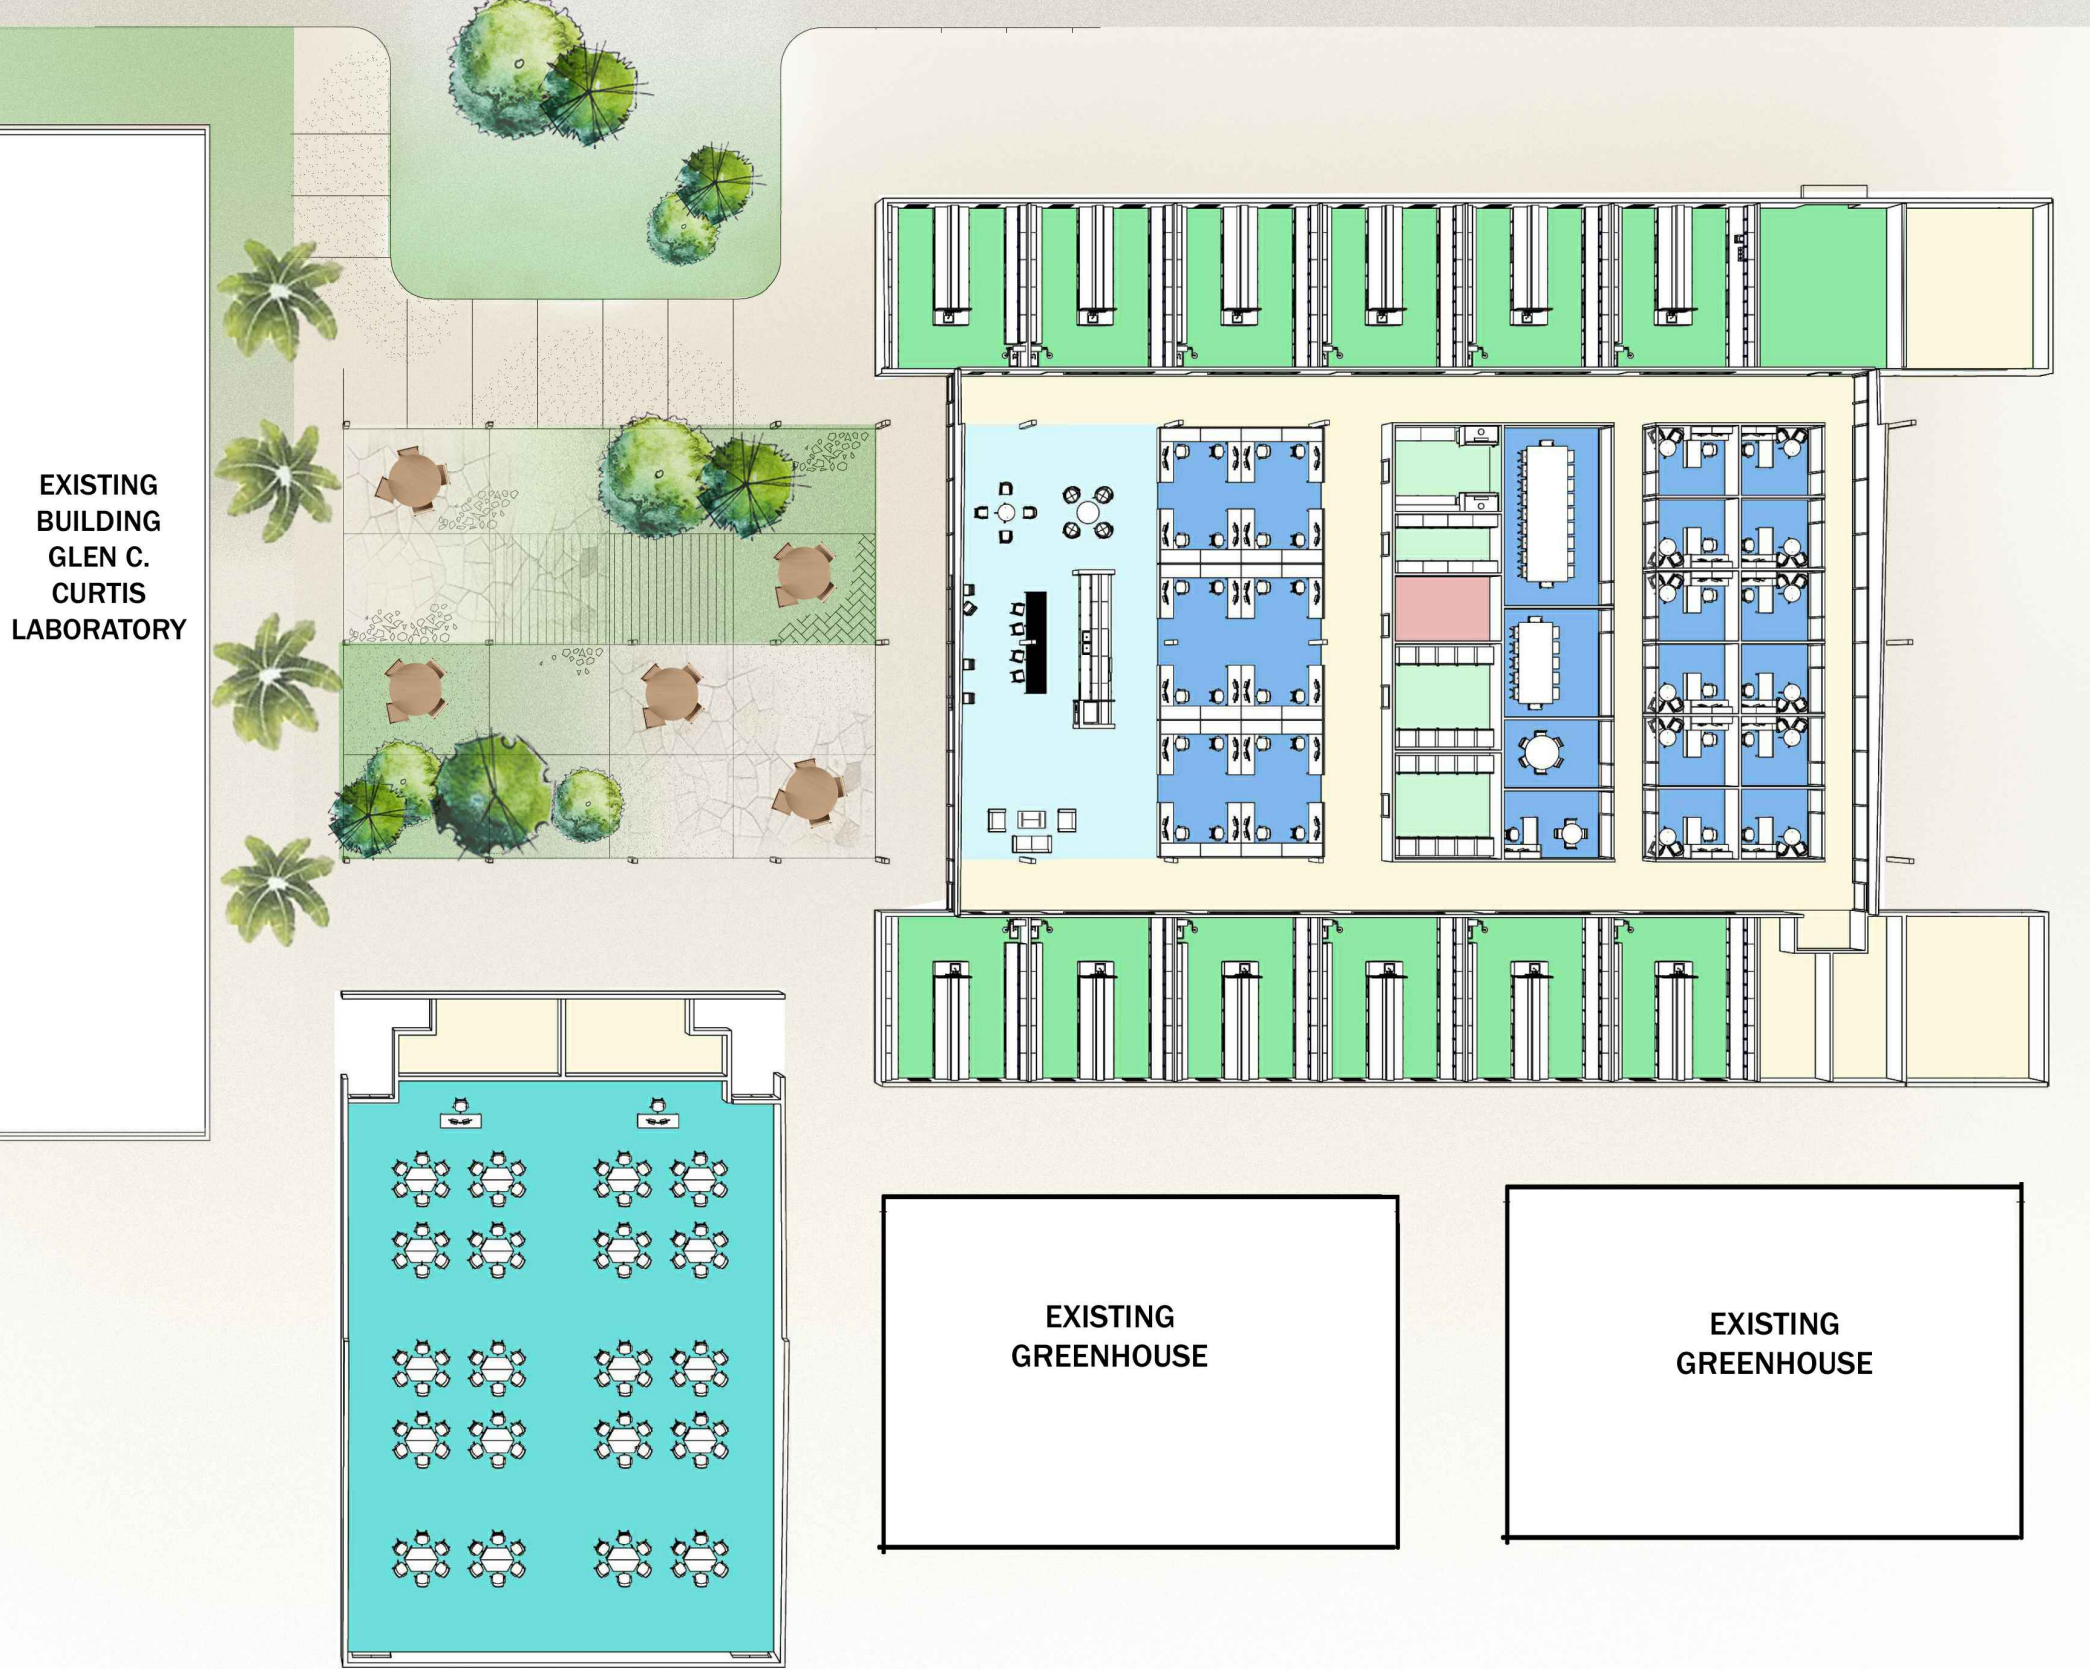 EXISTING
BUILDING
GLEN C.
CURTIS
LABORATORY
EXISTING
GREENHOUSE
EXISTING
GREENHOUSE